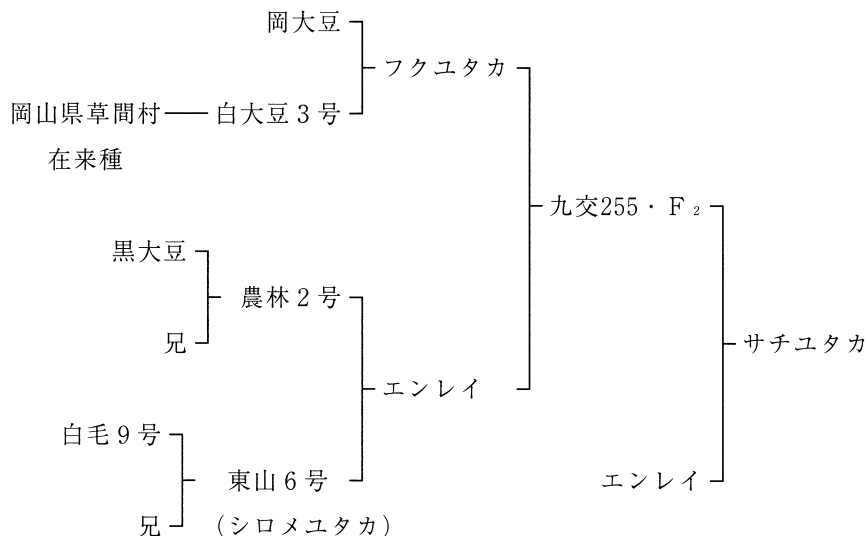 岡大豆
フクユタカ
岡山県草間村 白大豆3号
在来種
九交255・F₂
黒大豆
農林2号
兄
サチユタカ
エンレイ
白毛9号
東山6号 エンレイ
兄 (シロメユタカ)